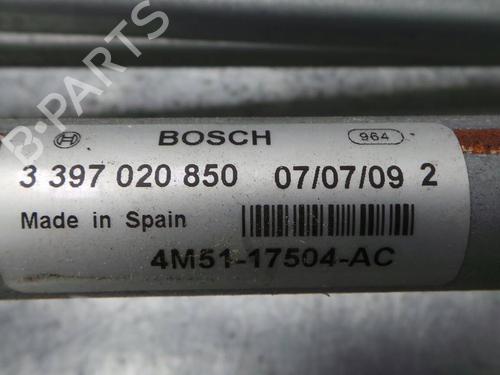 B-PARTS
BOSCH 964
3 397 020 850 07/07/09 2
Made in Spain
4M51-17504-AC